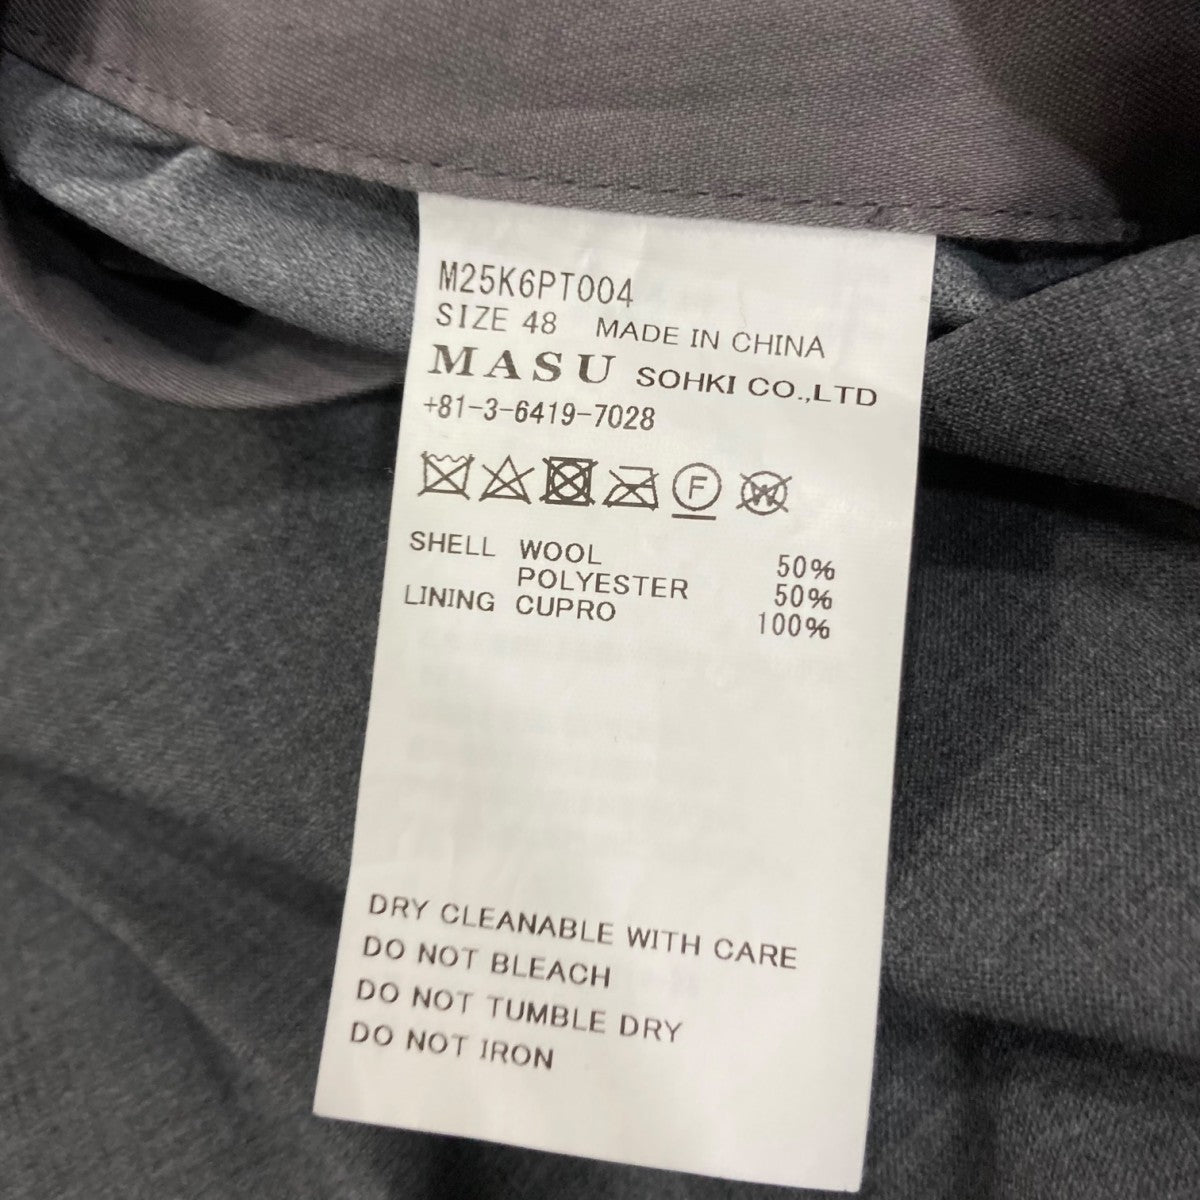 M25K6PT004
SIZE 48 MADE IN CHINA
MASU SOHKI CO.,LTD
+81-3-6419-7028
F W
SHELL WOOL 50%
POLYESTER 50%
LINING CUPRO 100%
DRY CLEANABLE WITH CARE
DO NOT BLEACH
DO NOT TUMBLE DRY
DO NOT IRON